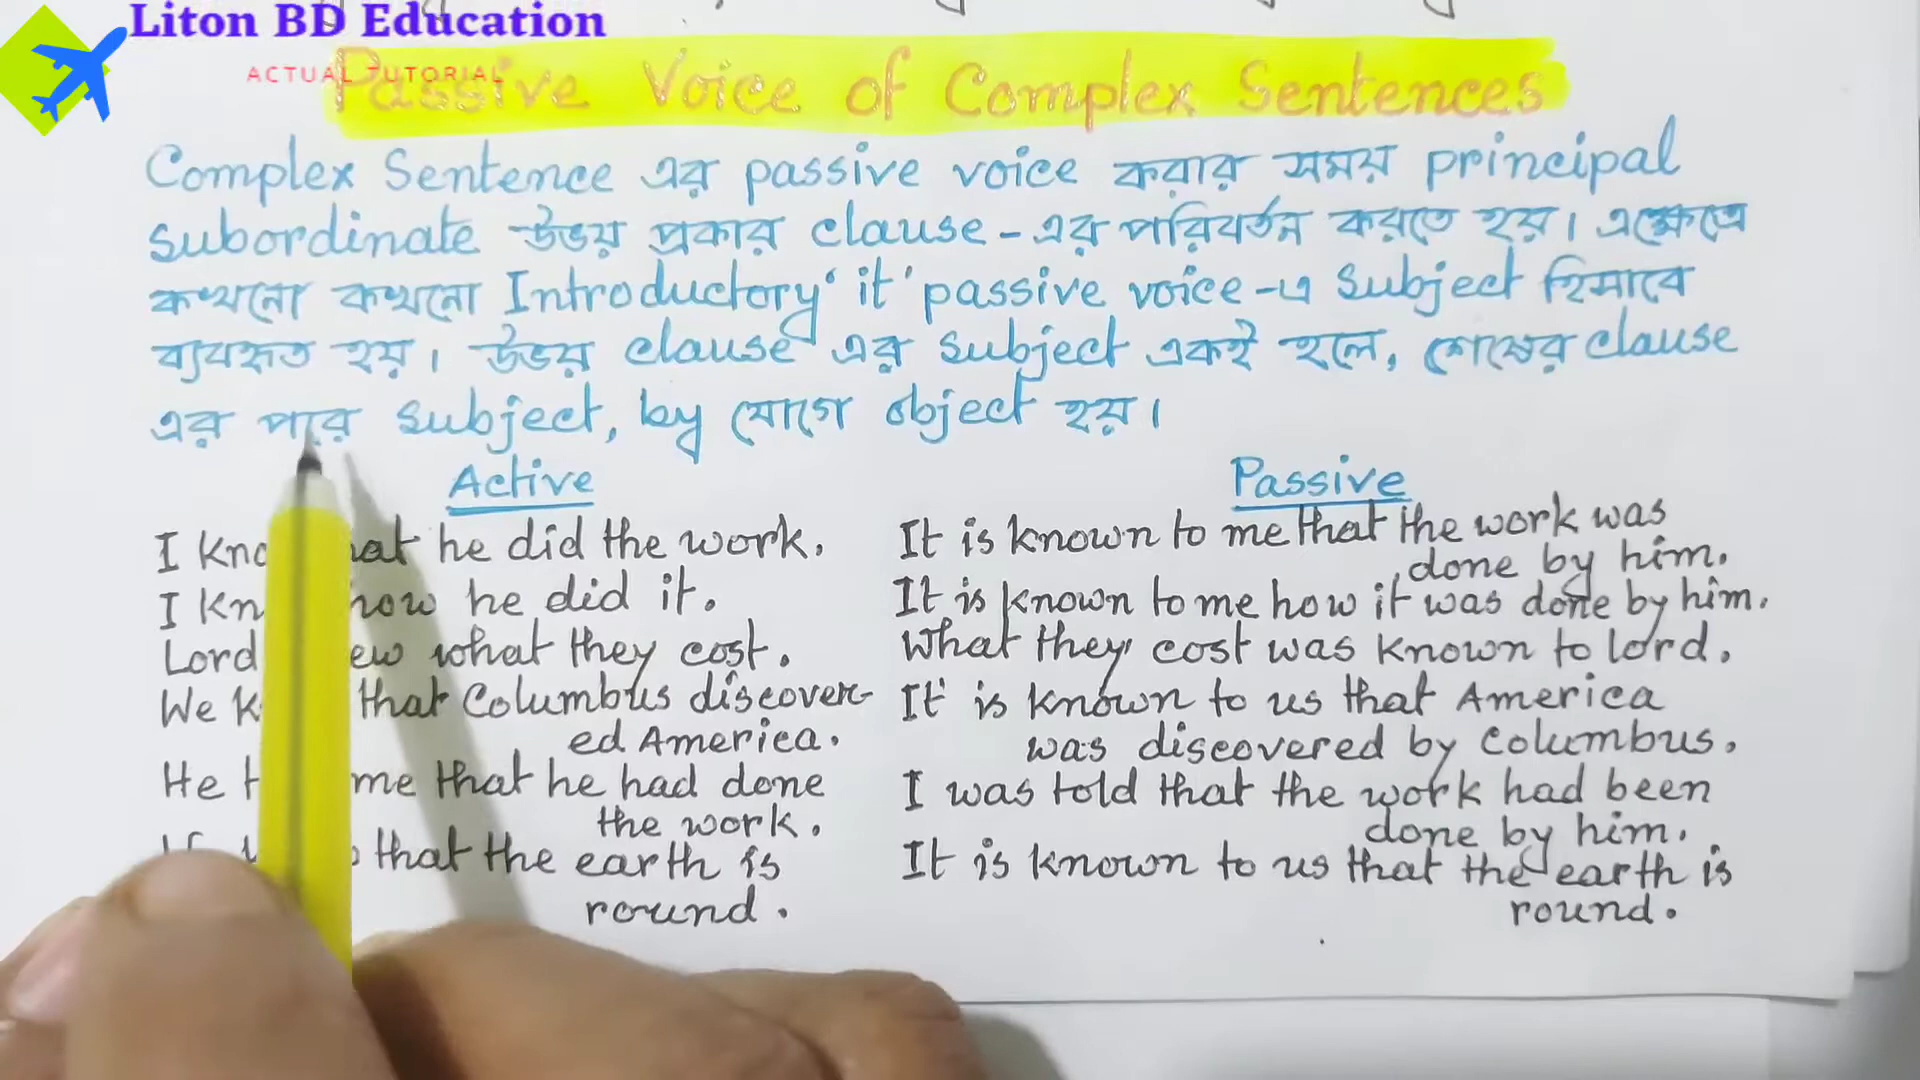 Liton BD Education
ACTUAL TUTORIAL
Passive Voice of Complex Sentences
Complex Sentence এর passive voice করার সময় principal
subordinate উভয় প্রকার clause-এর পরিবর্তন করতে হয়। এক্ষেত্রে
কখনো কখনো Introductory 'it' passive voice-এ subject হিসাবে
ব্যবহৃত হয়। উভয় clause এর subject একই হলে, শেষের clause
এর পরে subject, by যোগে object হয়।
Active
I he did the work.
I he did it.
Lord what they cost.
We that Columbus discover-
ed America.
He me that he had done
the work.
that the earth is
round.
Passive
It is known to me that the work was
done by him.
It is known to me how it was done by him.
What they cost was known to lord.
It is known to us that America
was discovered by Columbus.
I was told that the work had been
done by him.
It is known to us that the earth is
round.